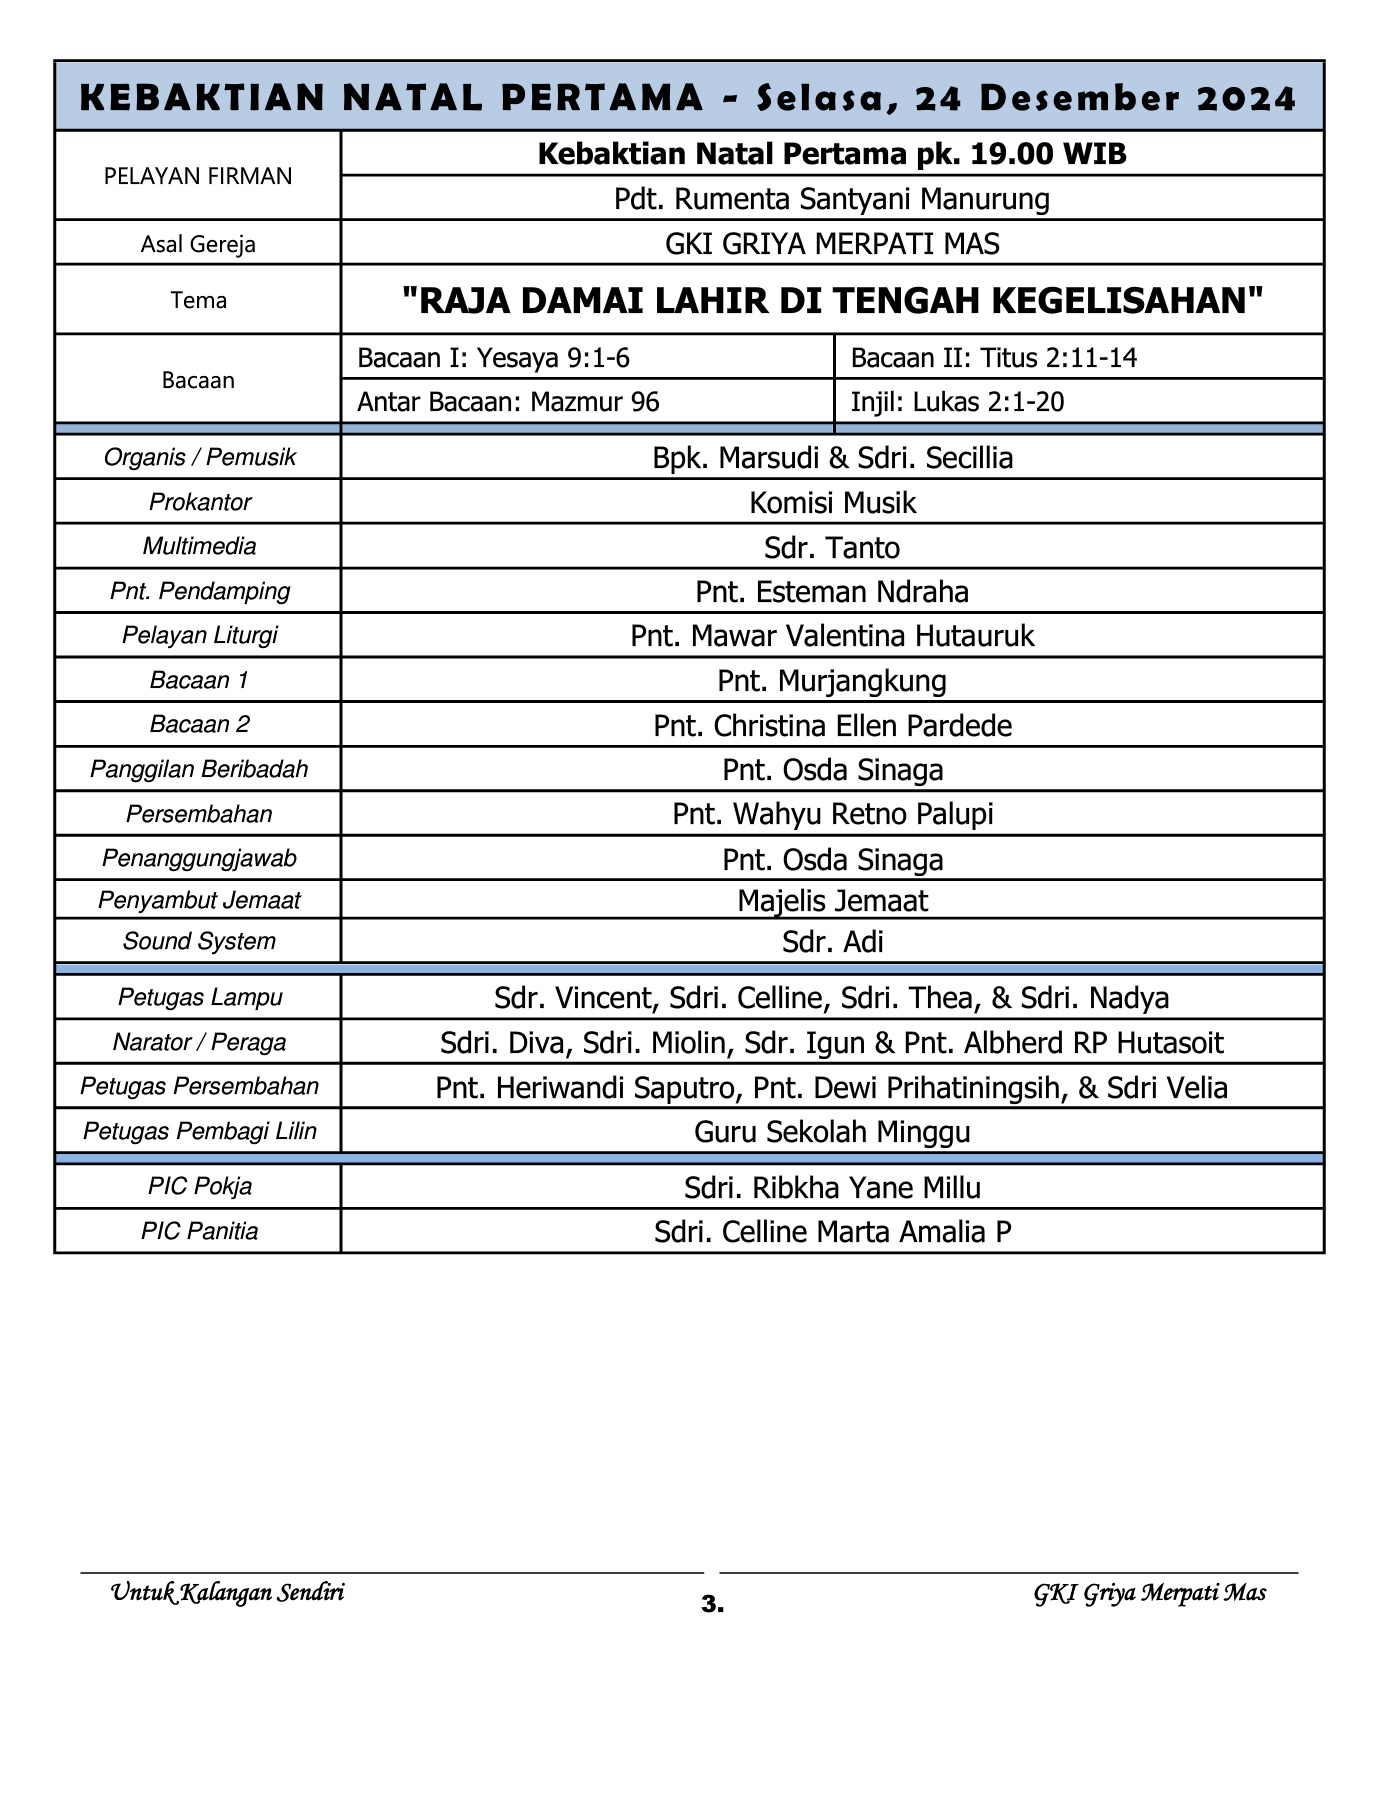 KEBAKTIAN NATAL PERTAMA - Selasa, 24 Desember 2024
PELAYAN FIRMAN
Kebaktian Natal Pertama pk. 19.00 WIB
Pdt. Rumenta Santyani Manurung
Asal Gereja GKI GRIYA MERPATI MAS
Tema "RAJA DAMAI LAHIR DI TENGAH KEGELISAHAN"
Bacaan
Bacaan I: Yesaya 9:1-6 Bacaan II: Titus 2:11-14
Antar Bacaan: Mazmur 96 Injil: Lukas 2:1-20
Organis / Pemusik Bpk. Marsudi & Sdri. Secillia
Prokantor Komisi Musik
Multimedia Sdr. Tanto
Pnt. Pendamping Pnt. Esteman Ndraha
Pelayan Liturgi Pnt. Mawar Valentina Hutauruk
Bacaan 1 Pnt. Murjangkung
Bacaan 2 Pnt. Christina Ellen Pardede
Panggilan Beribadah Pnt. Osda Sinaga
Persembahan Pnt. Wahyu Retno Palupi
Penanggungjawab Pnt. Osda Sinaga
Penyambut Jemaat Majelis Jemaat
Sound System Sdr. Adi
Petugas Lampu Sdr. Vincent, Sdri. Celline, Sdri. Thea, & Sdri. Nadya
Narator / Peraga Sdri. Diva, Sdri. Miolin, Sdr. Igun & Pnt. Albherd RP Hutasoit
Petugas Persembahan Pnt. Heriwandi Saputro, Pnt. Dewi Prihatiningsih, & Sdri Velia
Petugas Pembagi Lilin Guru Sekolah Minggu
PIC Pokja Sdri. Ribkha Yane Millu
PIC Panitia Sdri. Celline Marta Amalia P
Untuk Kalangan Sendiri 3. GKI Griya Merpati Mas